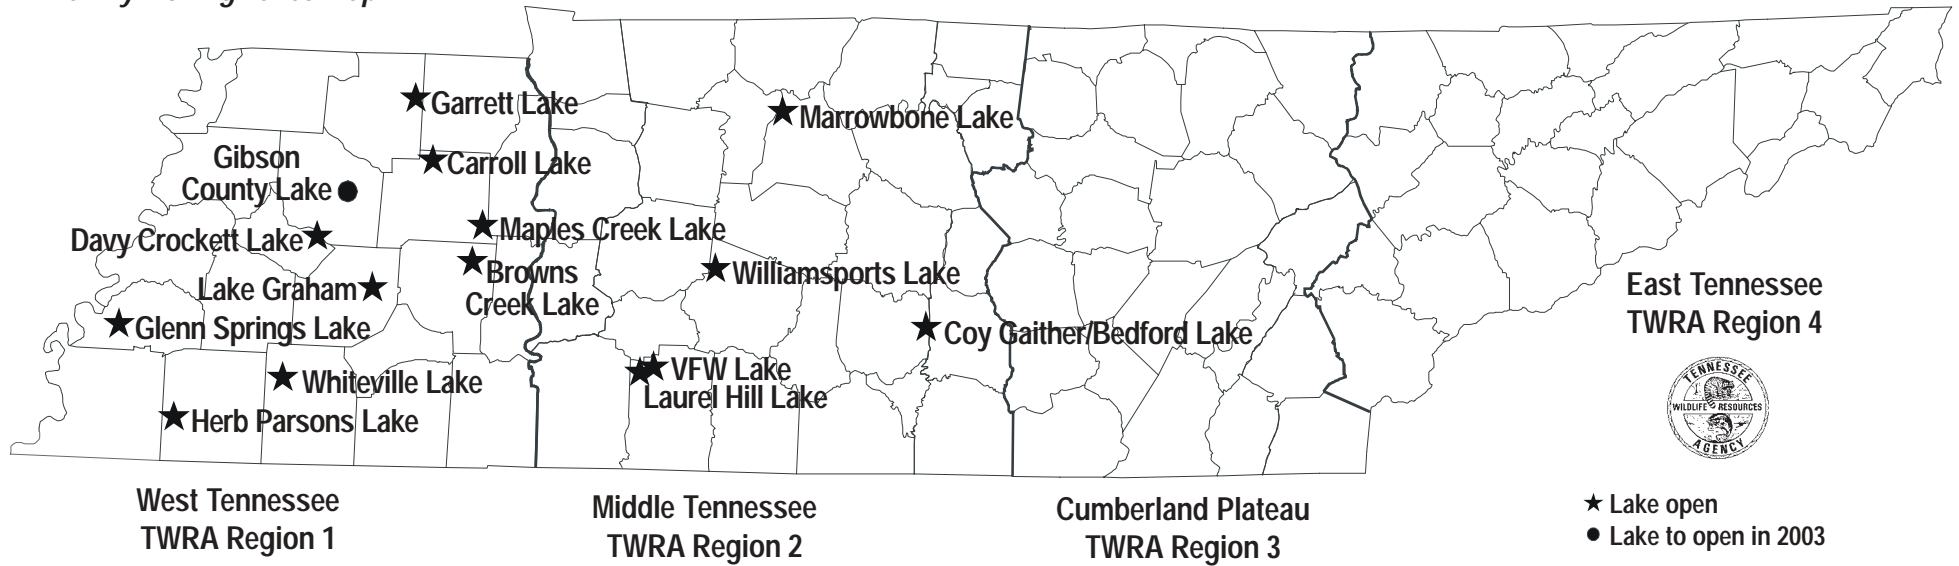 Garrett Lake
Marrowbone Lake
Gibson
County Lake
Carroll Lake
Davy Crockett Lake
Maples Creek Lake
Lake Graham
Browns
Creek Lake
Williamsports Lake
Glenn Springs Lake
Coy Gaither/Bedford Lake
Whiteville Lake
VFW Lake
Laurel Hill Lake
Herb Parsons Lake
East Tennessee
TWRA Region 4
TENNESSEE
WILDLIFE RESOURCES
AGENCY
West Tennessee
TWRA Region 1
Middle Tennessee
TWRA Region 2
Cumberland Plateau
TWRA Region 3
Lake open
Lake to open in 2003